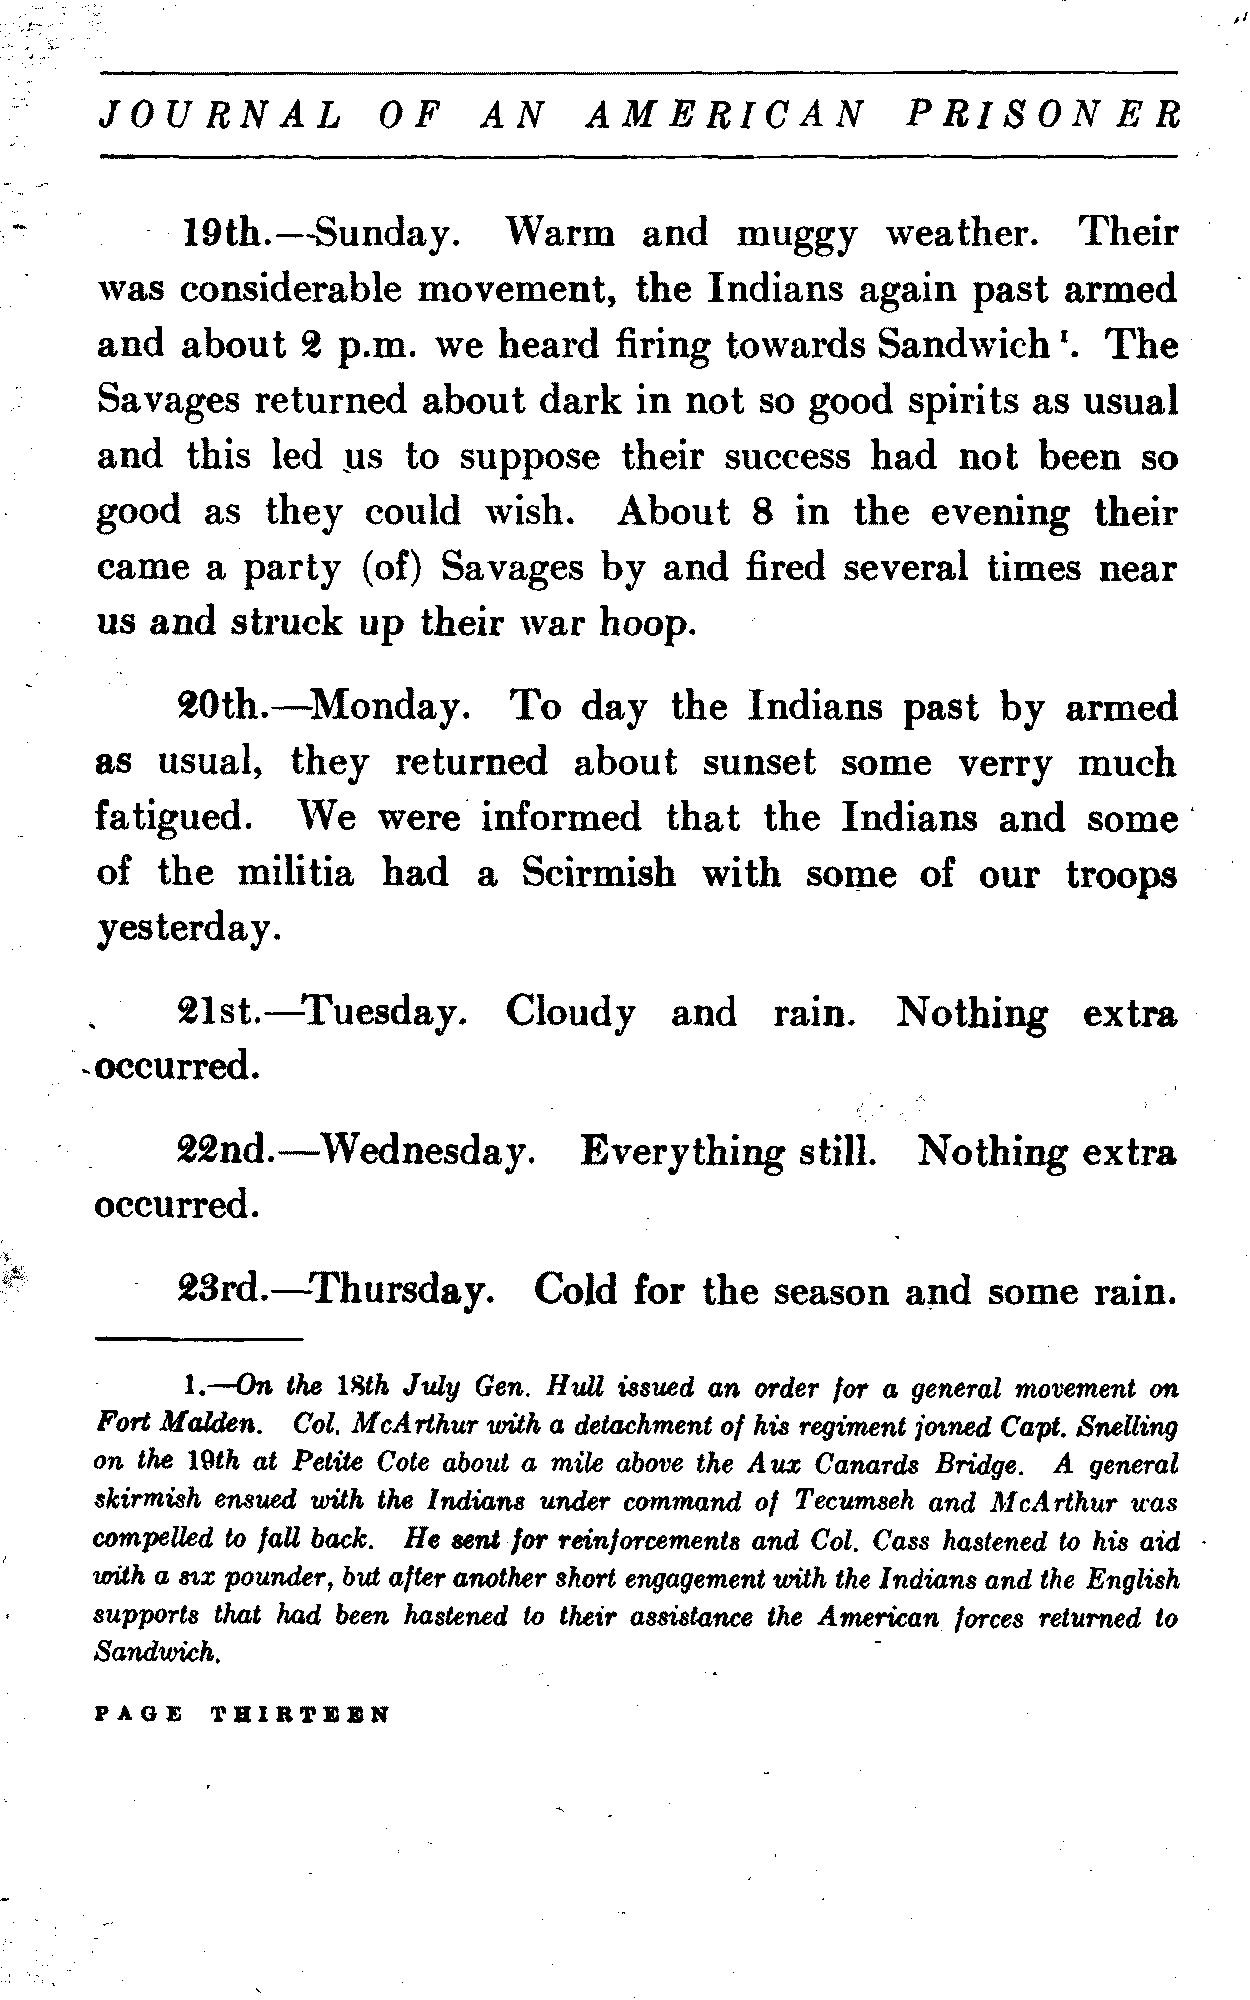 JOURNAL OF AN AMERICAN PRISONER
19th.—Sunday. Warm and muggy weather. Their
was considerable movement, the Indians again past armed
and about 2 p.m. we heard firing towards Sandwich ¹. The
Savages returned about dark in not so good spirits as usual
and this led us to suppose their success had not been so
good as they could wish. About 8 in the evening their
came a party (of) Savages by and fired several times near
us and struck up their war hoop.
20th.—Monday. To day the Indians past by armed
as usual, they returned about sunset some verry much
fatigued. We were informed that the Indians and some
of the militia had a Scirmish with some of our troops
yesterday.
21st.—Tuesday. Cloudy and rain. Nothing extra
occurred.
22nd.—Wednesday. Everything still. Nothing extra
occurred.
23rd.—Thursday. Cold for the season and some rain.
1.—On the 18th July Gen. Hull issued an order for a general movement on
Fort Malden. Col. McArthur with a detachment of his regiment joined Capt. Snelling
on the 19th at Petite Cote about a mile above the Aux Canards Bridge. A general
skirmish ensued with the Indians under command of Tecumseh and McArthur was
compelled to fall back. He sent for reinforcements and Col. Cass hastened to his aid
with a six pounder, but after another short engagement with the Indians and the English
supports that had been hastened to their assistance the American forces returned to
Sandwich.
PAGE THIRTEEN